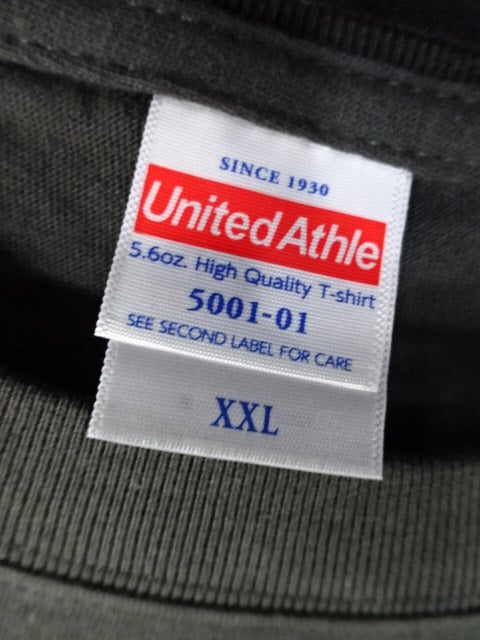 SINCE 1930
United Athle
5.6oz. High Quality T-shirt
5001-01
SEE SECOND LABEL FOR CARE
XXL